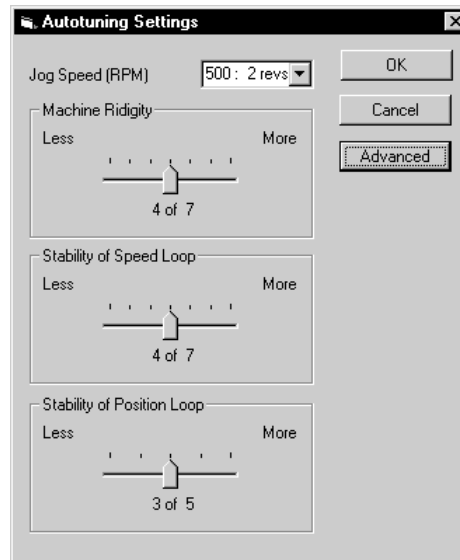 Autotuning Settings
Jog Speed (RPM)
500 : 2 revs
OK
Cancel
Advanced
Machine Ridigity
Less More
4 of 7
Stability of Speed Loop
Less More
4 of 7
Stability of Position Loop
Less More
3 of 5